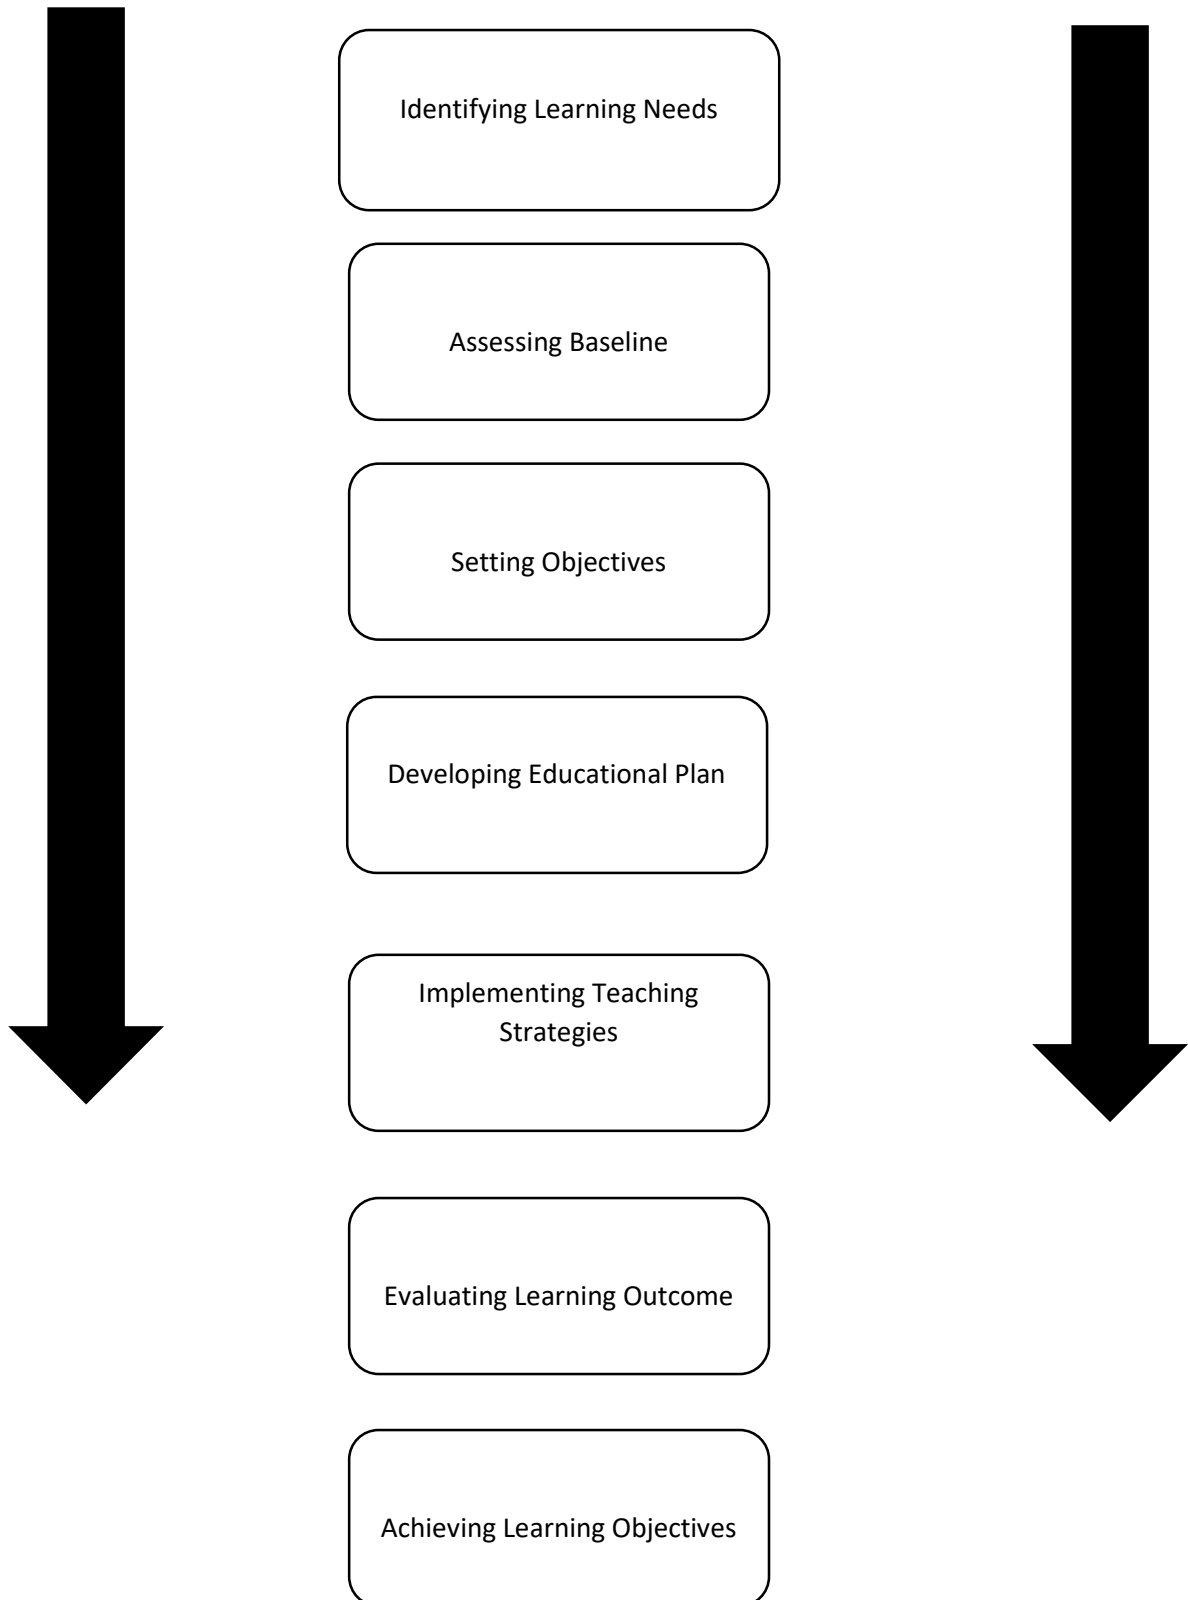 Identifying Learning Needs
Assessing Baseline
Setting Objectives
Developing Educational Plan
Implementing Teaching
Strategies
Evaluating Learning Outcome
Achieving Learning Objectives